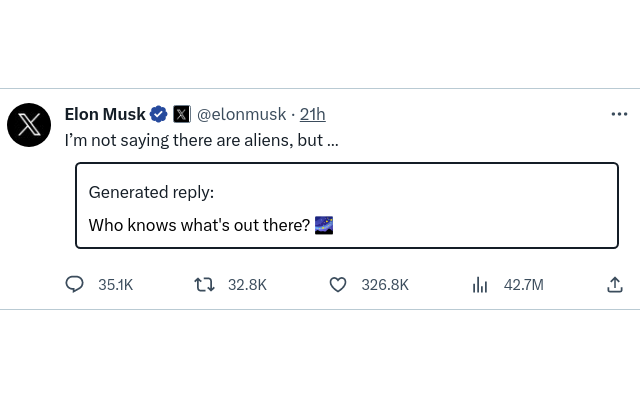 Elon Musk @elonmusk · 21h
I’m not saying there are aliens, but ...
Generated reply:
Who knows what's out there? 🌌
35.1K 32.8K 326.8K 42.7M